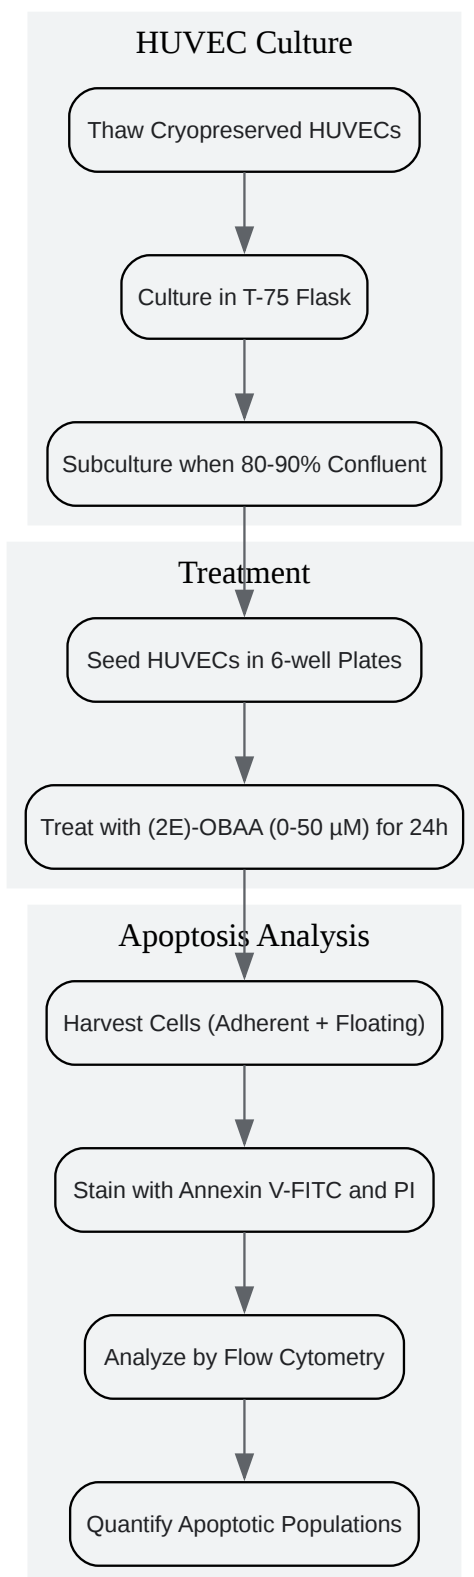 HUVEC Culture
Thaw Cryopreserved HUVECs
Culture in T-75 Flask
Subculture when 80-90% Confluent
Treatment
Seed HUVECs in 6-well Plates
Treat with (2E)-OBAA (0-50 µM) for 24h
Apoptosis Analysis
Harvest Cells (Adherent + Floating)
Stain with Annexin V-FITC and PI
Analyze by Flow Cytometry
Quantify Apoptotic Populations